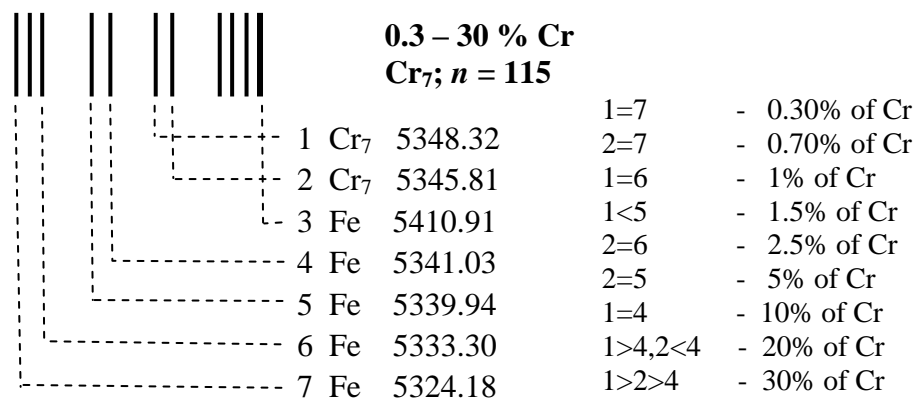 0.3 – 30 % Cr
Cr₇; n = 115
1 Cr₇ 5348.32
2 Cr₇ 5345.81
3 Fe 5410.91
4 Fe 5341.03
5 Fe 5339.94
6 Fe 5333.30
7 Fe 5324.18
1=7 - 0.30% of Cr
2=7 - 0.70% of Cr
1=6 - 1% of Cr
1<5 - 1.5% of Cr
2=6 - 2.5% of Cr
2=5 - 5% of Cr
1=4 - 10% of Cr
1>4,2<4 - 20% of Cr
1>2>4 - 30% of Cr